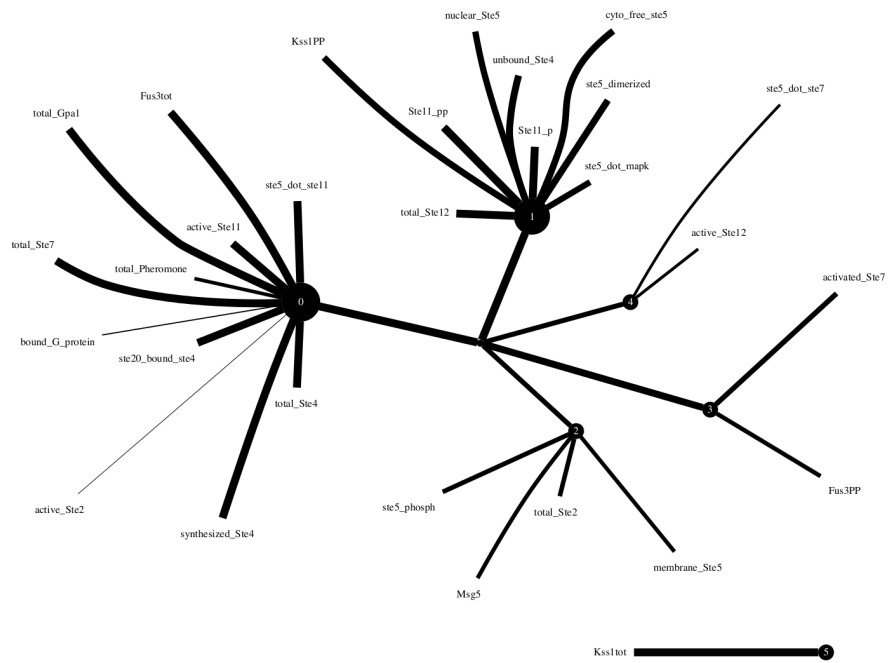 nuclear_Ste5
cyto_free_ste5
Kss1PP
unbound_Ste4
ste5_dimerized
ste5_dot_ste7
Fus3tot
total_Gpa1
Ste11_pp
Ste11_p
ste5_dot_mapk
ste5_dot_ste11
total_Ste12
1
active_Ste11
active_Ste12
total_Ste7
total_Pheromone
activated_Ste7
0
4
bound_G_protein
ste20_bound_ste4
total_Ste4
3
2
Fus3PP
ste5_phosph
active_Ste2
total_Ste2
synthesized_Ste4
membrane_Ste5
Msg5
Kss1tot
5